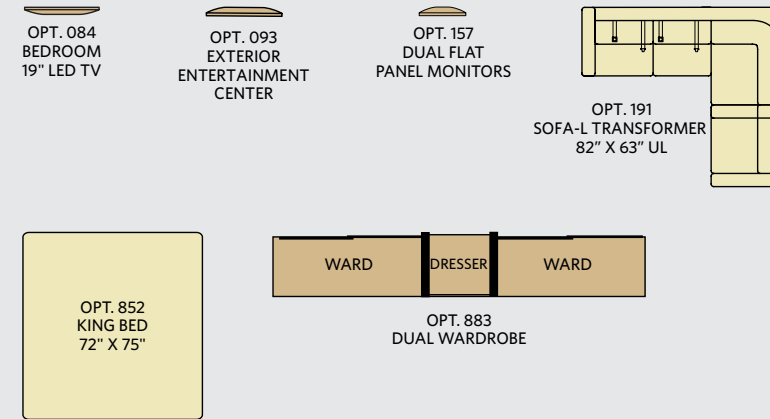 OPT. 084
BEDROOM
19" LED TV
OPT. 093
EXTERIOR
ENTERTAINMENT
CENTER
OPT. 157
DUAL FLAT
PANEL MONITORS
OPT. 191
SOFA-L TRANSFORMER
82” X 63” UL
OPT. 852
KING BED
72" X 75"
WARD
DRESSER
WARD
OPT. 883
DUAL WARDROBE